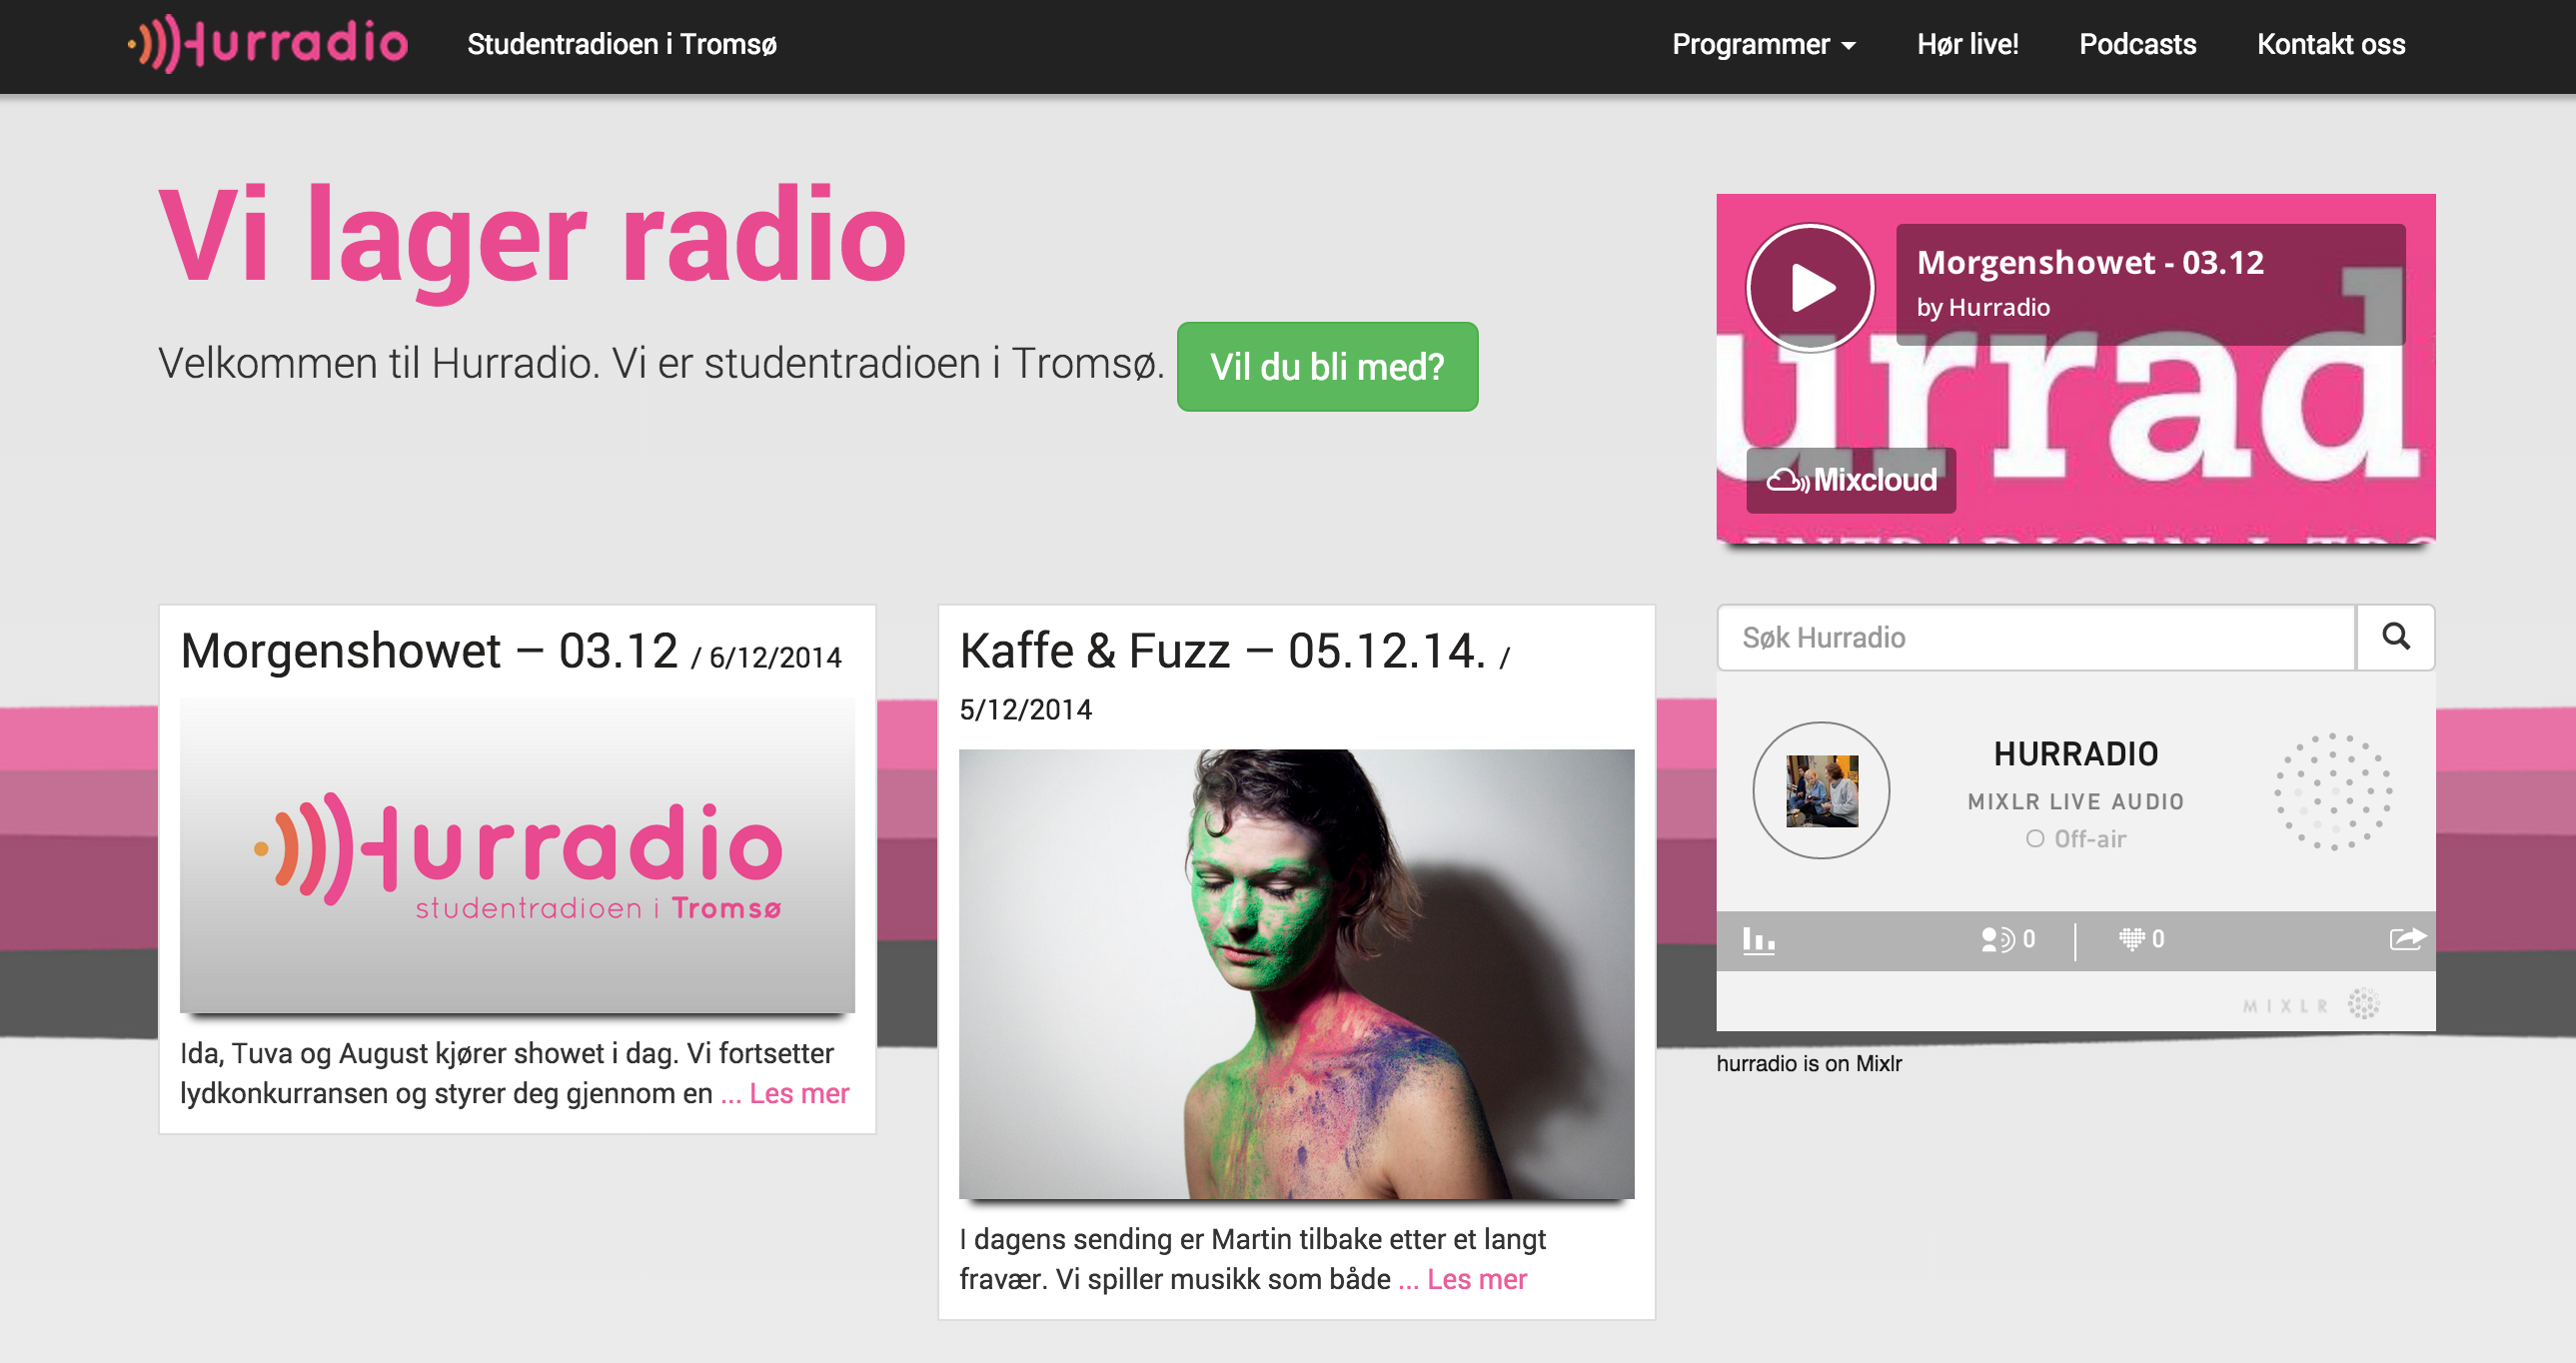 Hurradio
Studentradioen i Tromsø
Programmer
Hør live!
Podcasts
Kontakt oss
Vi lager radio
Velkommen til Hurradio. Vi er studentradioen i Tromsø.
Vil du bli med?
Morgenshowet - 03.12
by Hurradio
urrad
Mixcloud
Morgenshowet – 03.12 / 6/12/2014
Hurradio
studentradioen i Tromsø
Ida, Tuva og August kjører showet i dag. Vi fortsetter
lydkonkurransen og styrer deg gjennom en ... Les mer
Kaffe & Fuzz – 05.12.14. /
5/12/2014
I dagens sending er Martin tilbake etter et langt
fravær. Vi spiller musikk som både ... Les mer
Søk Hurradio
HURRADIO
MIXLR LIVE AUDIO
Off-air
0
0
MIXLR
hurradio is on Mixlr